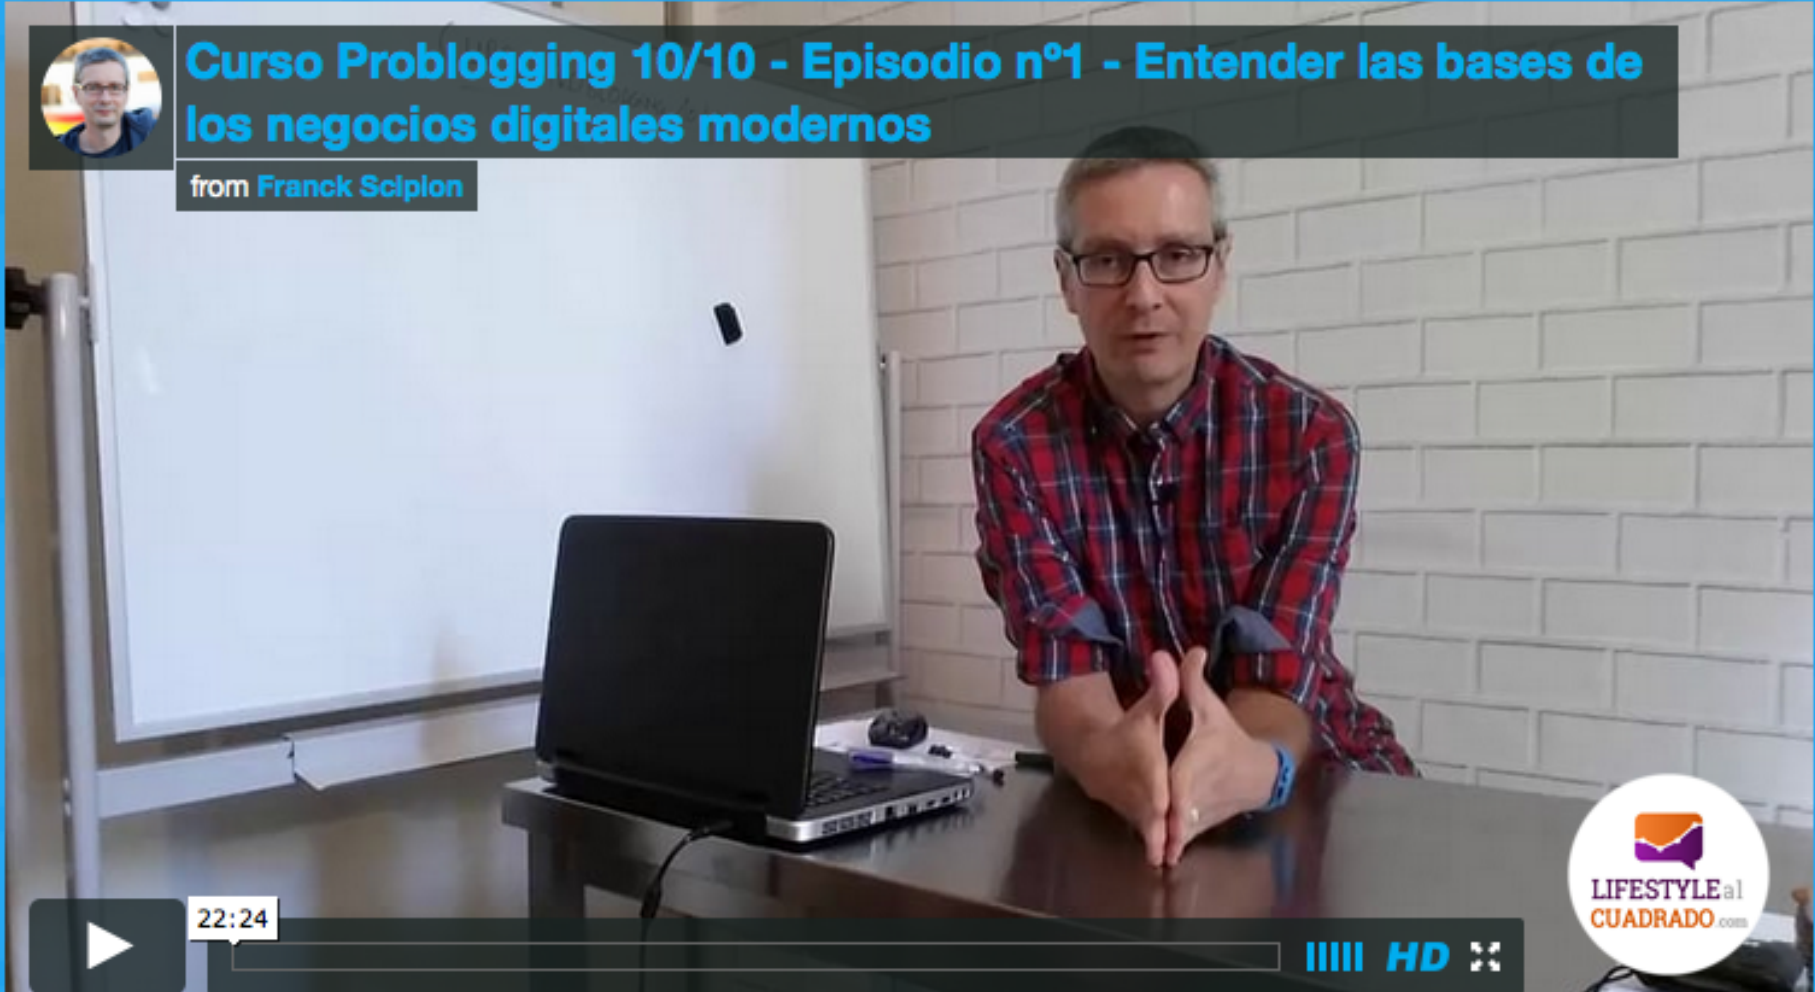 Curso Problogging 10/10 - Episodio nº1 - Entender las bases de
los negocios digitales modernos
from Franck Scipion
22:24
HD
LIFESTYLE al
CUADRADO.com